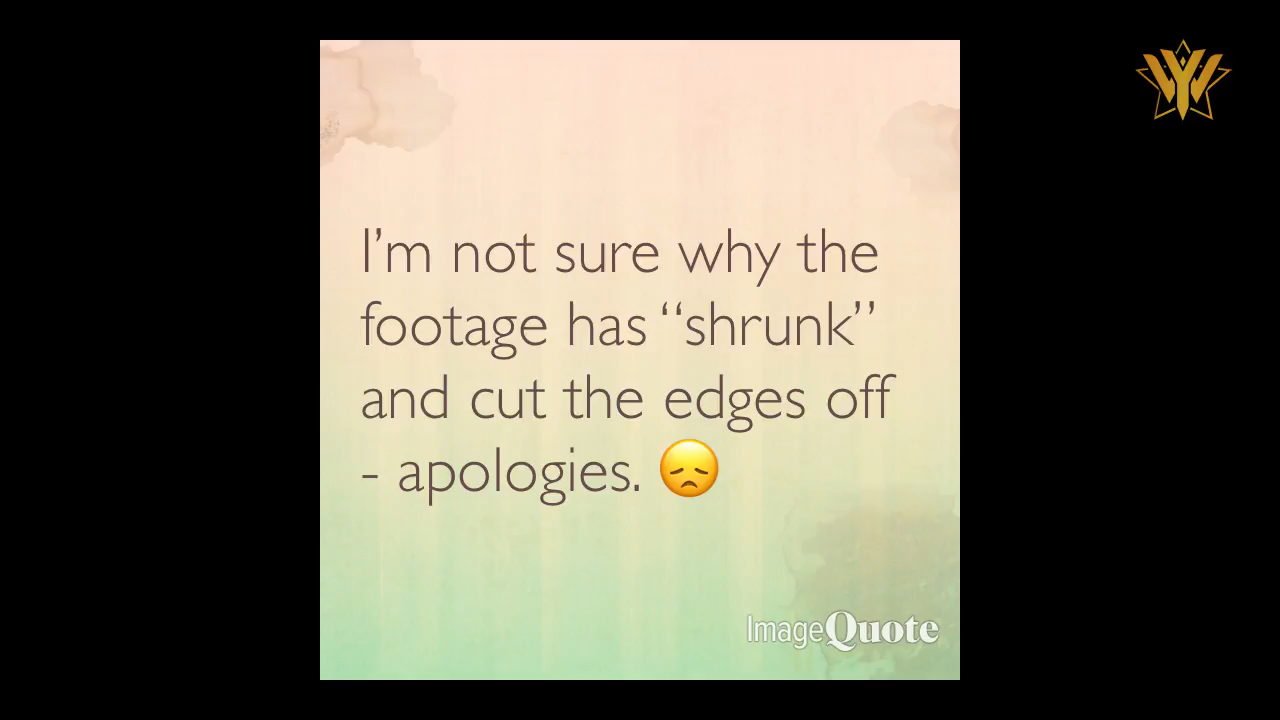 I’m not sure why the
footage has “shrunk”
and cut the edges off
- apologies. 😞
ImageQuote